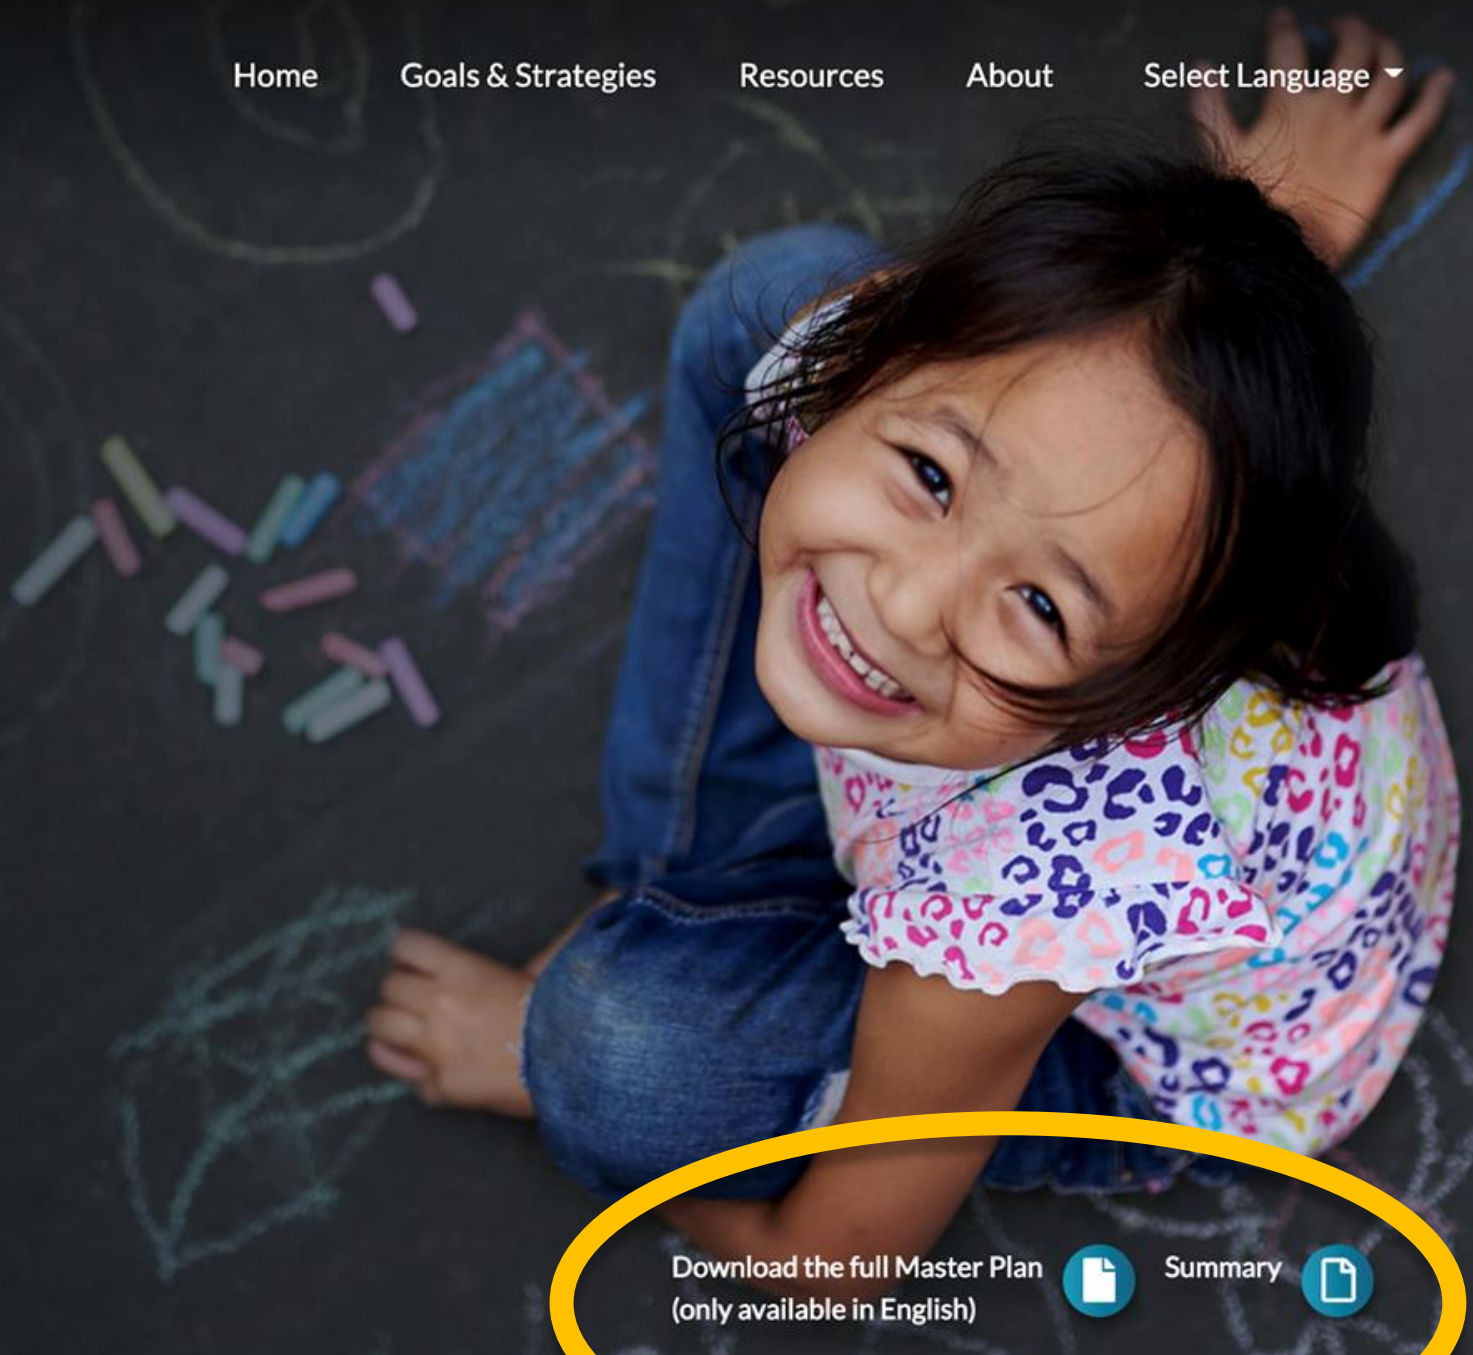 Home Goals & Strategies Resources About Select Language
Download the full Master Plan Summary
(only available in English)